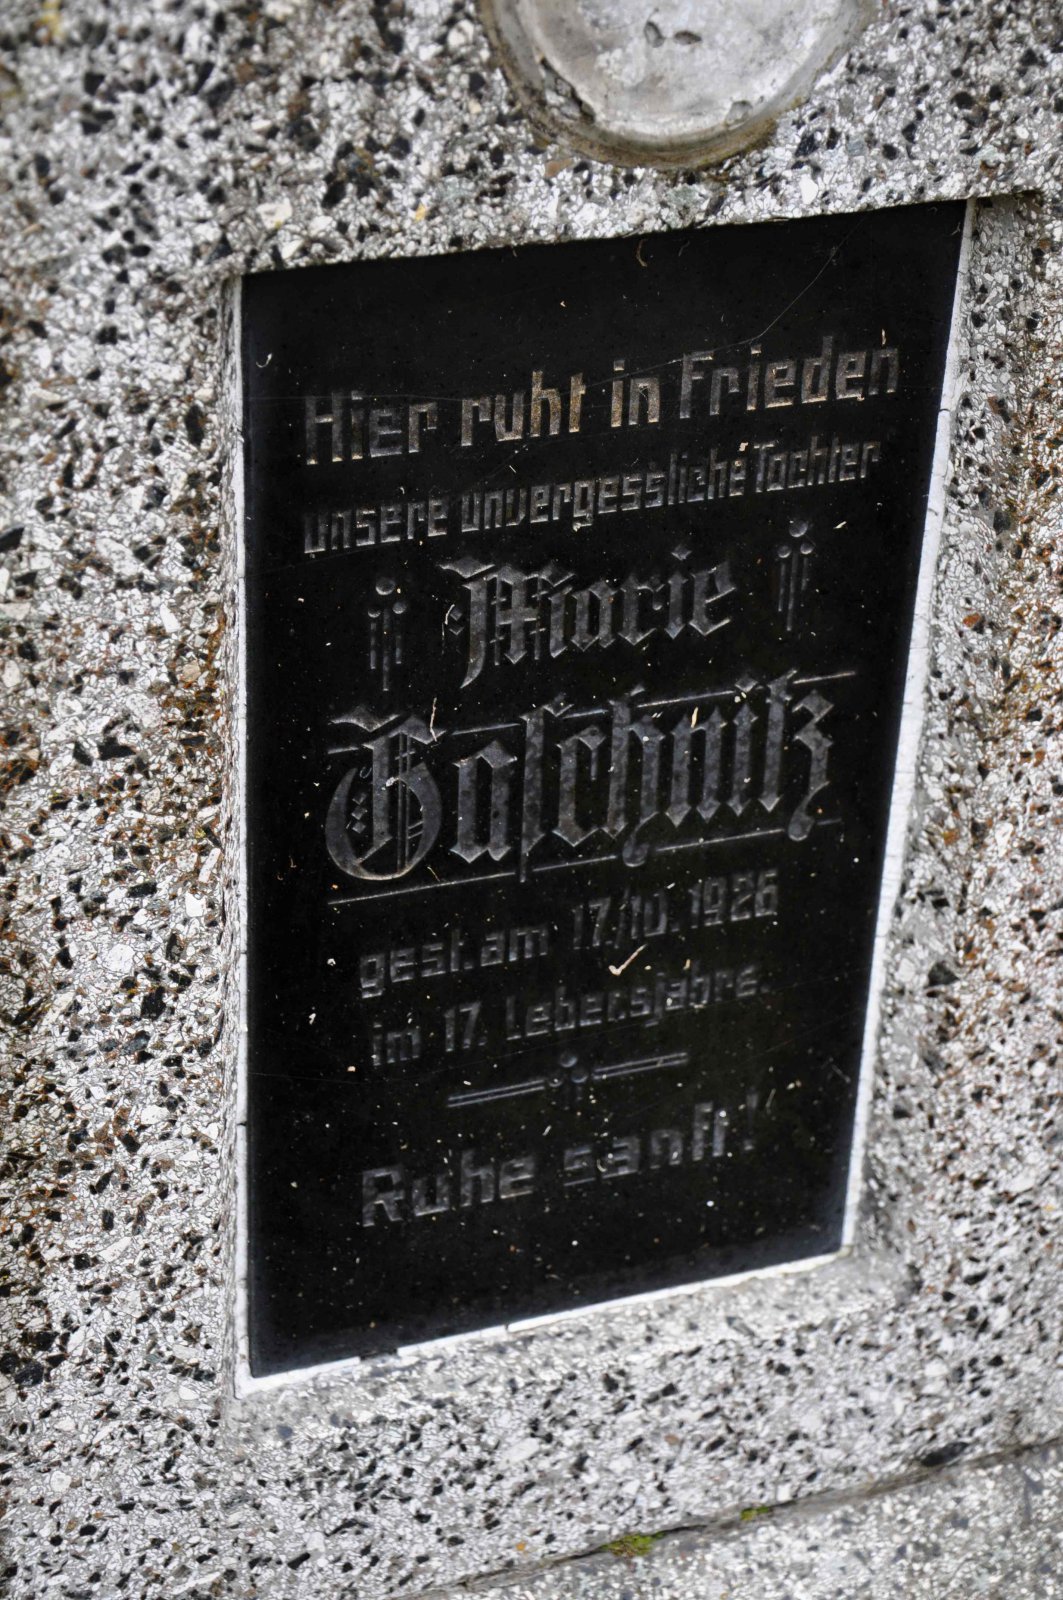 Hier ruht in Frieden
unsere unvergessliche Tochter
Marie
Gaschnitz
gest. am 17./10. 1926
im 17. Lebensjahre.
Ruhe sanft!